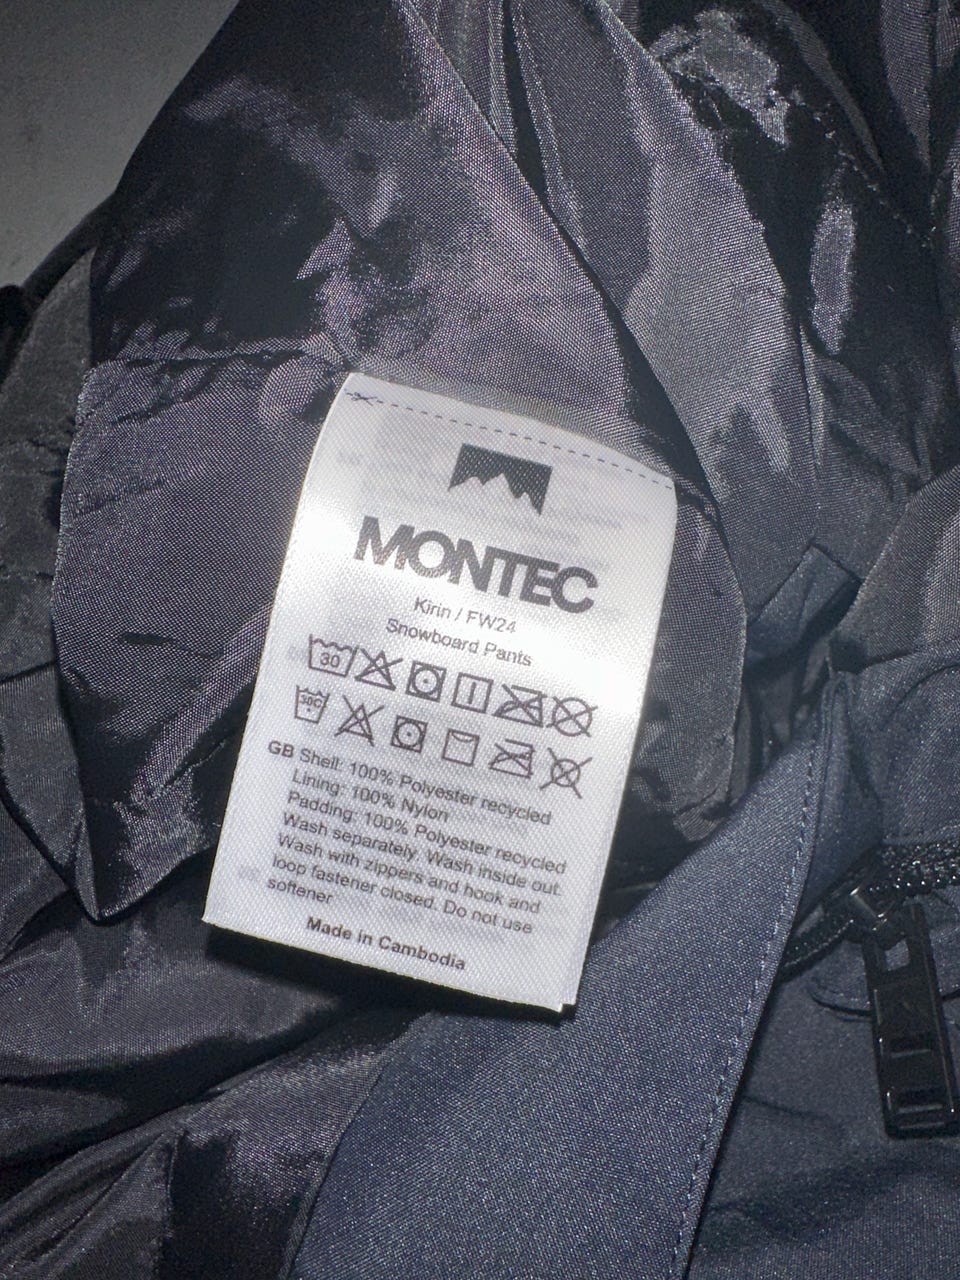 MONTEC
Kirin / FW24
Snowboard Pants
30
30C
GB Shell: 100% Polyester recycled
Lining: 100% Nylon
Padding: 100% Polyester recycled
Wash separately. Wash inside out.
Wash with zippers and hook and
loop fastener closed. Do not use
softener
Made in Cambodia